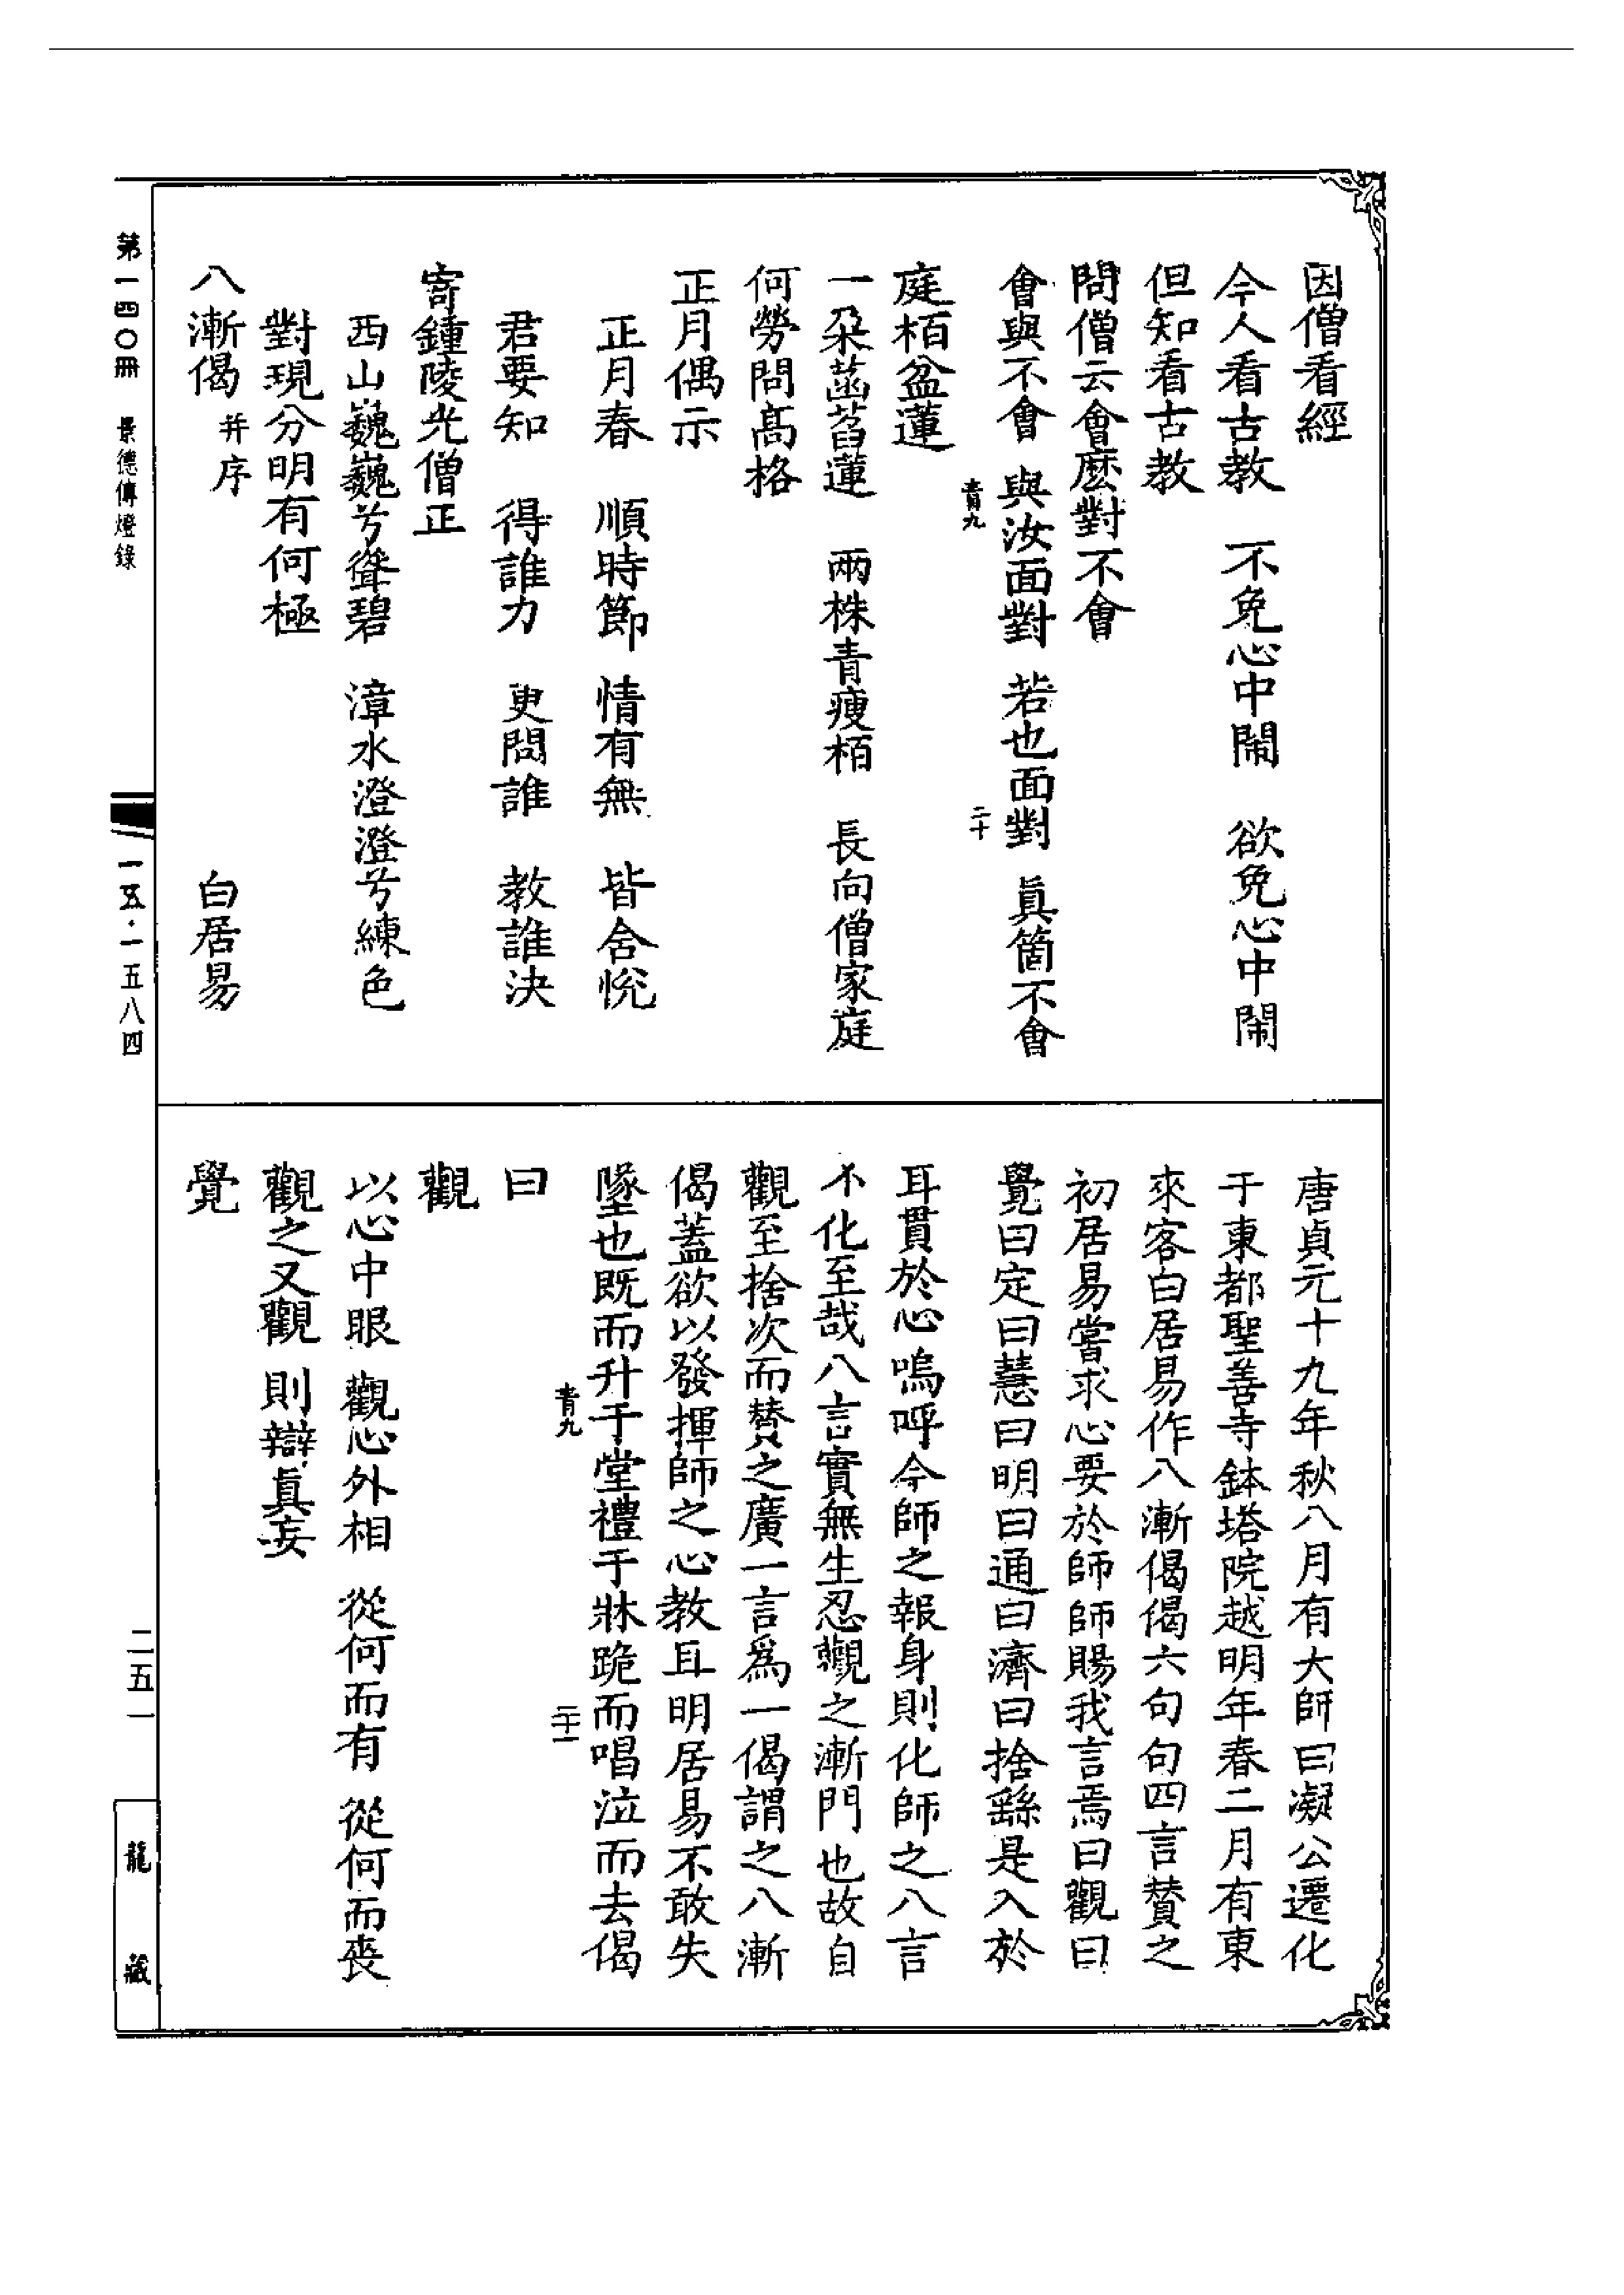 因僧看經
今人看古教　不免心中鬧　欲免心中鬧
但知看古教
問僧云會麽對不會
會與不會　與汝面對　若也面對　眞箇不會
青九
二十
庭栢盆蓮
一朶菡萏蓮　兩株青瘦栢　長向僧家庭
何勞問髙格
正月偶示
正月春　順時節　情有無　皆含悅
君要知　得誰力　更問誰　教誰決
寄鍾陵光僧正
西山巍巍兮聳碧　漳水澄澄兮練色
對現分明有何極
八漸偈　并序　白居易
唐貞元十九年秋八月有大師曰凝公遷化
于東都聖善寺鉢塔院越明年春二月有東
來客白居易作八漸偈偈六句句四言贊之
初居易嘗求心要於師師賜我言焉曰觀曰
覺曰定曰慧曰明曰通曰濟曰捨繇是入於
耳貫於心嗚呼今師之報身則化師之八言
不化至哉八言實無生忍觀之漸門也故自
觀至捨次而贊之廣一言爲一偈謂之八漸
偈蓋欲以發揮師之心教耳明居易不敢失
墜也既而升于堂禮于牀跪而唱泣而去偈
青九
二十一
曰
觀
以心中眼　觀心外相　從何而有　從何而喪
觀之又觀　則辯眞妄
覺
第一四〇冊　景德傳燈錄
一五·一五八四
二五一
龍藏